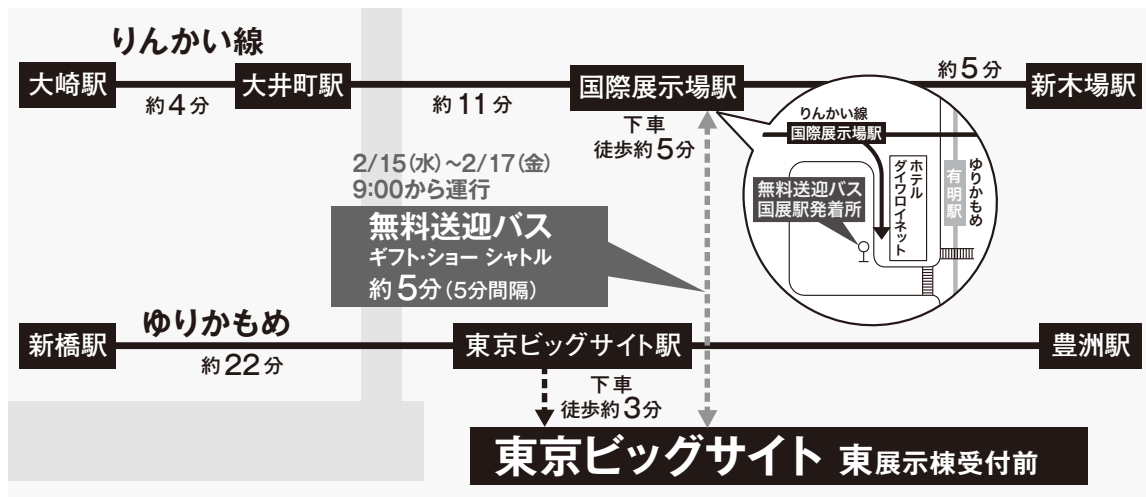 りんかい線
大崎駅
約4分
大井町駅
約11分
国際展示場駅
下車
徒歩約5分
約5分
新木場駅
りんかい線
国際展示場駅
無料送迎バス
国展駅発着所
ホテル
ダイワロイネット
有明駅
ゆりかもめ
2/15(水)〜2/17(金)
9:00から運行
無料送迎バス
ギフト・ショー シャトル
約5分(5分間隔)
ゆりかもめ
新橋駅
約22分
東京ビッグサイト駅
下車
徒歩約3分
豊洲駅
東京ビッグサイト 東展示棟受付前